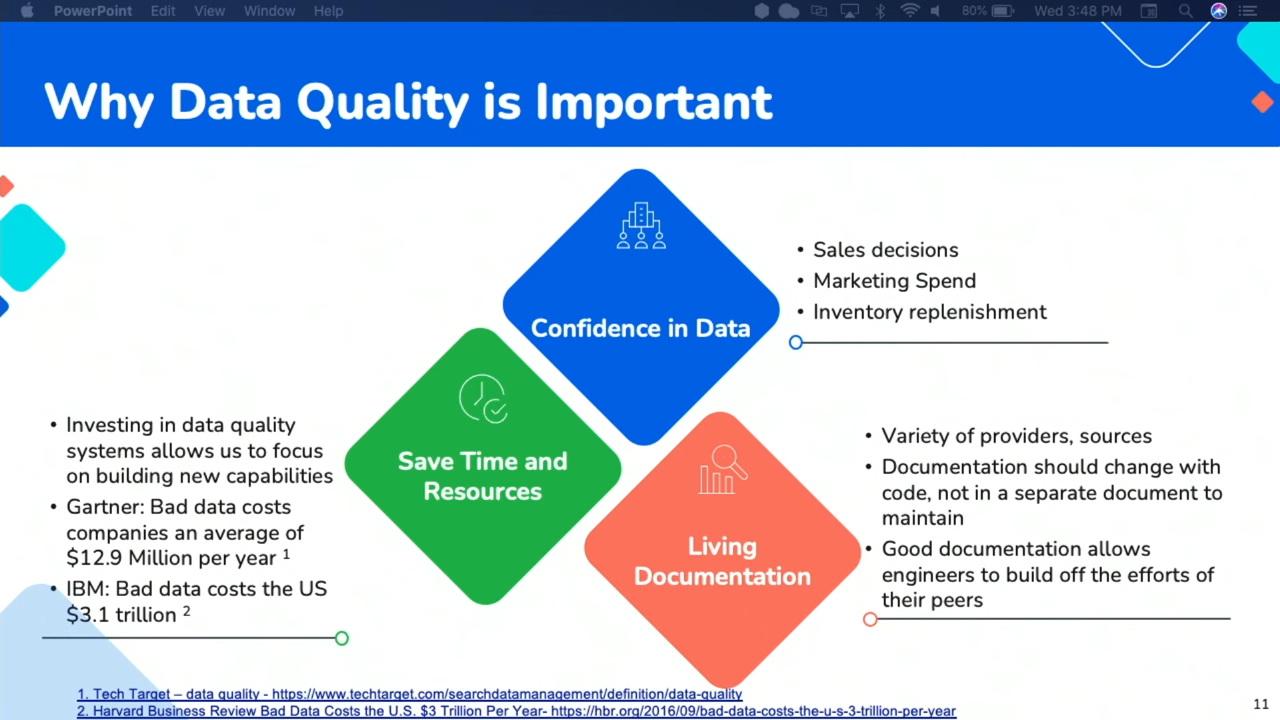 PowerPoint Edit View Window Help 80% Wed 3:48 PM
Why Data Quality is Important
Confidence in Data
• Sales decisions
• Marketing Spend
• Inventory replenishment
Save Time and
Resources
• Investing in data quality
systems allows us to focus
on building new capabilities
• Gartner: Bad data costs
companies an average of
$12.9 Million per year ¹
• IBM: Bad data costs the US
$3.1 trillion ²
Living
Documentation
• Variety of providers, sources
• Documentation should change with
code, not in a separate document to
maintain
• Good documentation allows
engineers to build off the efforts of
their peers
1. Tech Target – data quality - https://www.techtarget.com/searchdatamanagement/definition/data-quality
2. Harvard Business Review Bad Data Costs the U.S. $3 Trillion Per Year- https://hbr.org/2016/09/bad-data-costs-the-u-s-3-trillion-per-year
11